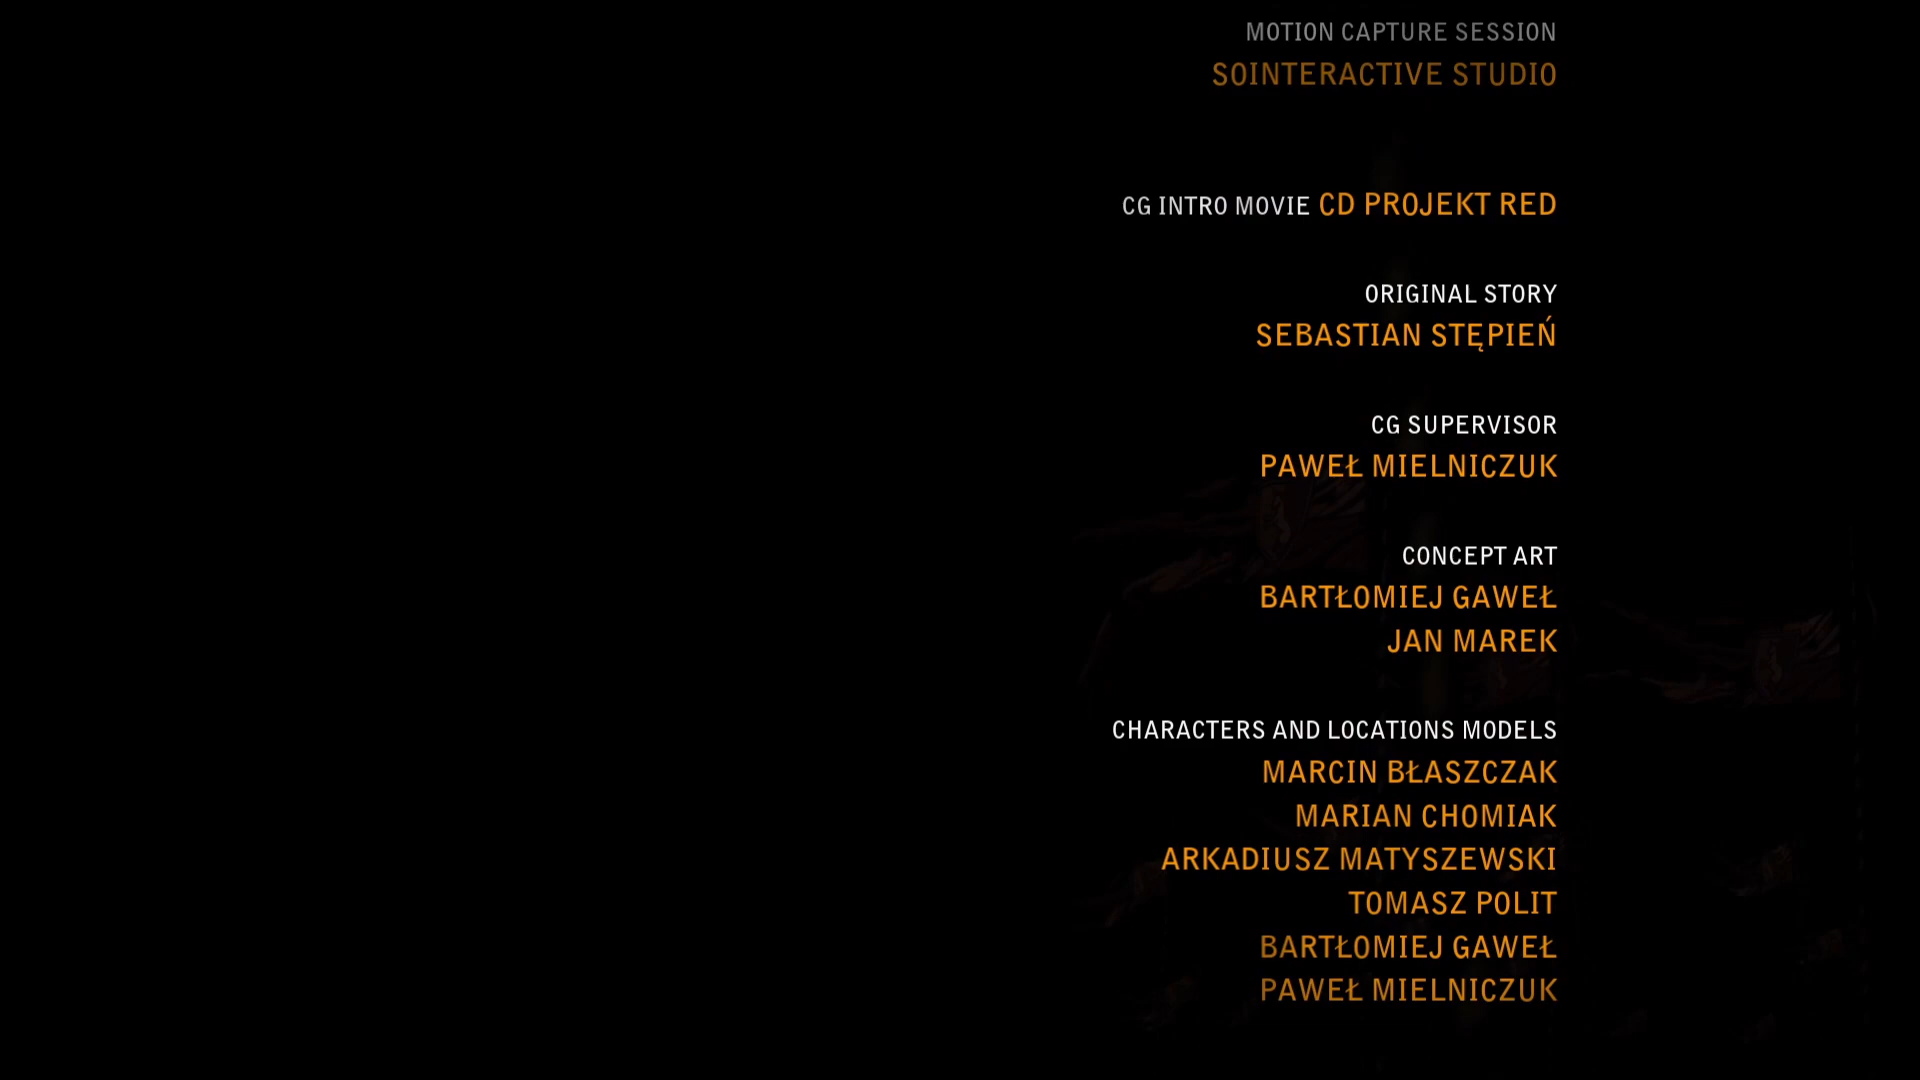 MOTION CAPTURE SESSION
SOINTERACTIVE STUDIO
CG INTRO MOVIE CD PROJEKT RED
ORIGINAL STORY
SEBASTIAN STĘPIEŃ
CG SUPERVISOR
PAWEŁ MIELNICZUK
CONCEPT ART
BARTŁOMIEJ GAWEŁ
JAN MAREK
CHARACTERS AND LOCATIONS MODELS
MARCIN BŁASZCZAK
MARIAN CHOMIAK
ARKADIUSZ MATYSZEWSKI
TOMASZ POLIT
BARTŁOMIEJ GAWEŁ
PAWEŁ MIELNICZUK